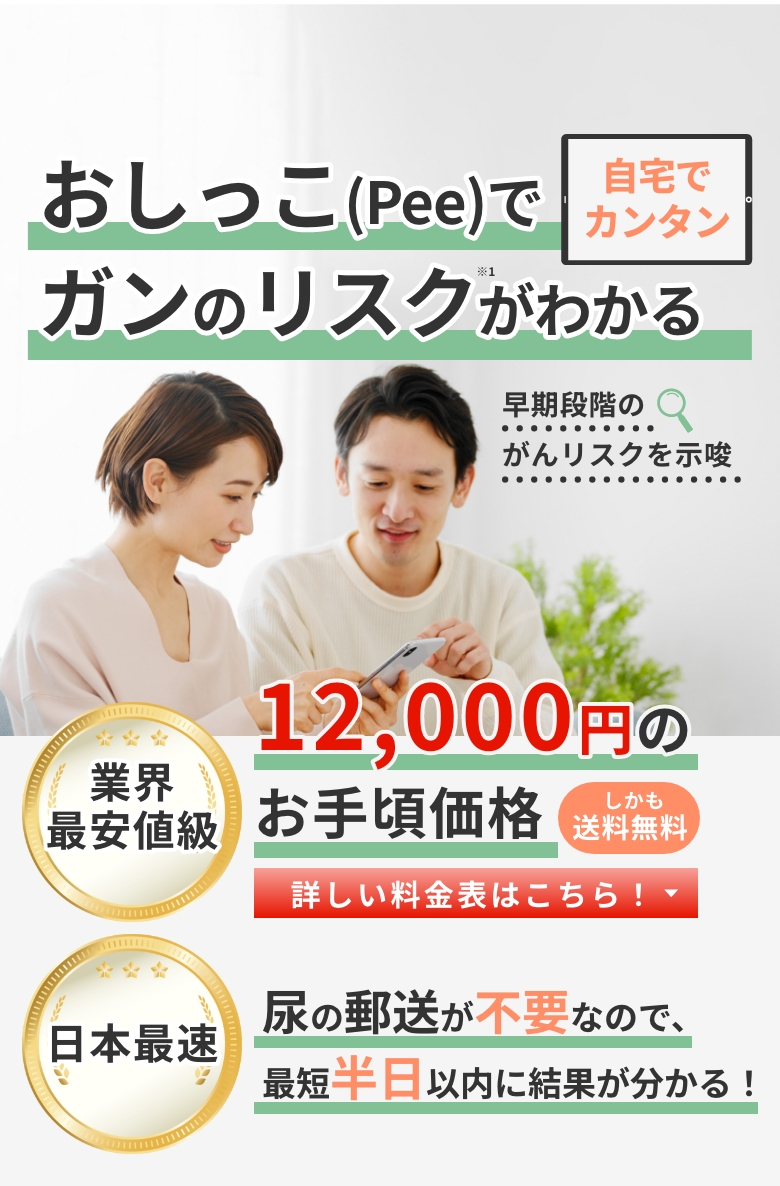 おしっこ(Pee)で
自宅で
カンタン
ガンのリスク※1がわかる
早期段階の
がんリスクを示唆
12,000円の
業界
最安値級
お手頃価格
しかも
送料無料
詳しい料金表はこちら！
日本最速
尿の郵送が不要なので、
最短半日以内に結果が分かる！